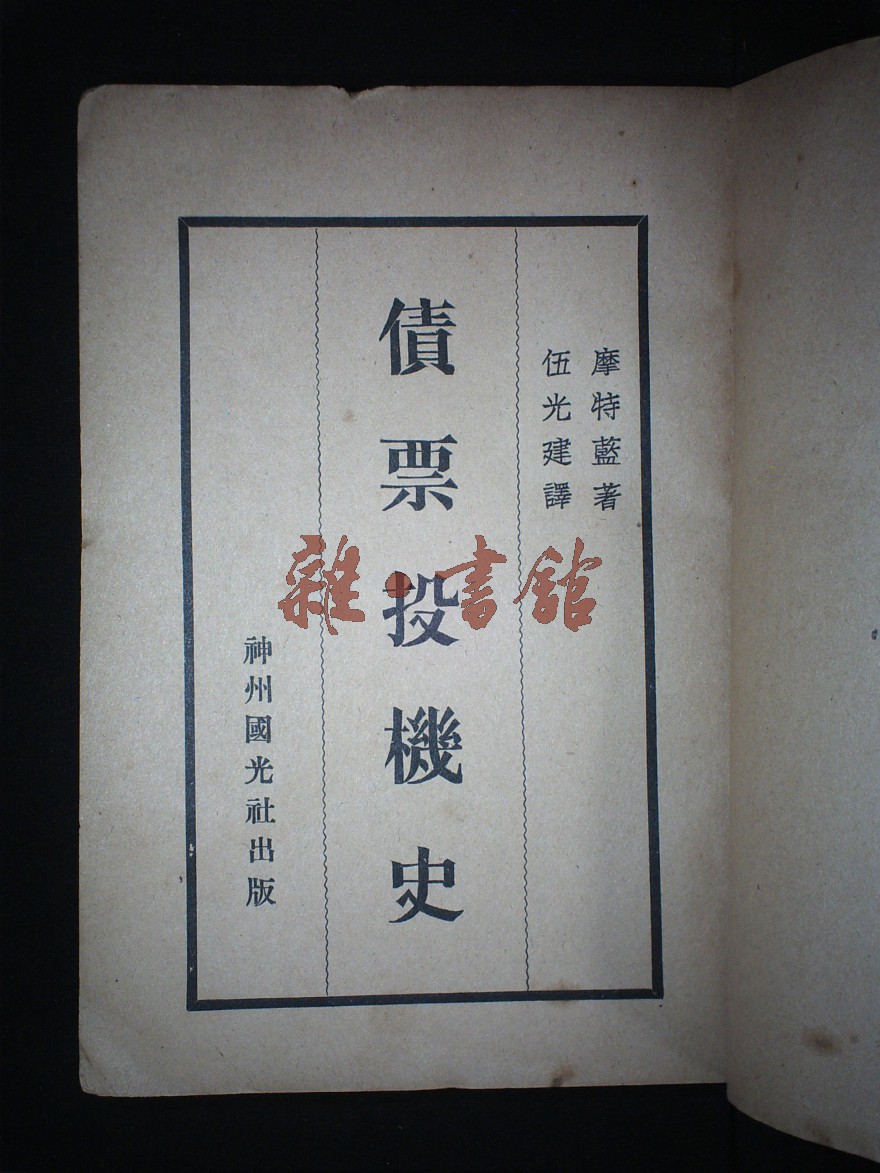 摩特藍著
伍光建譯
債票投機史
神州國光社出版
雜·書館